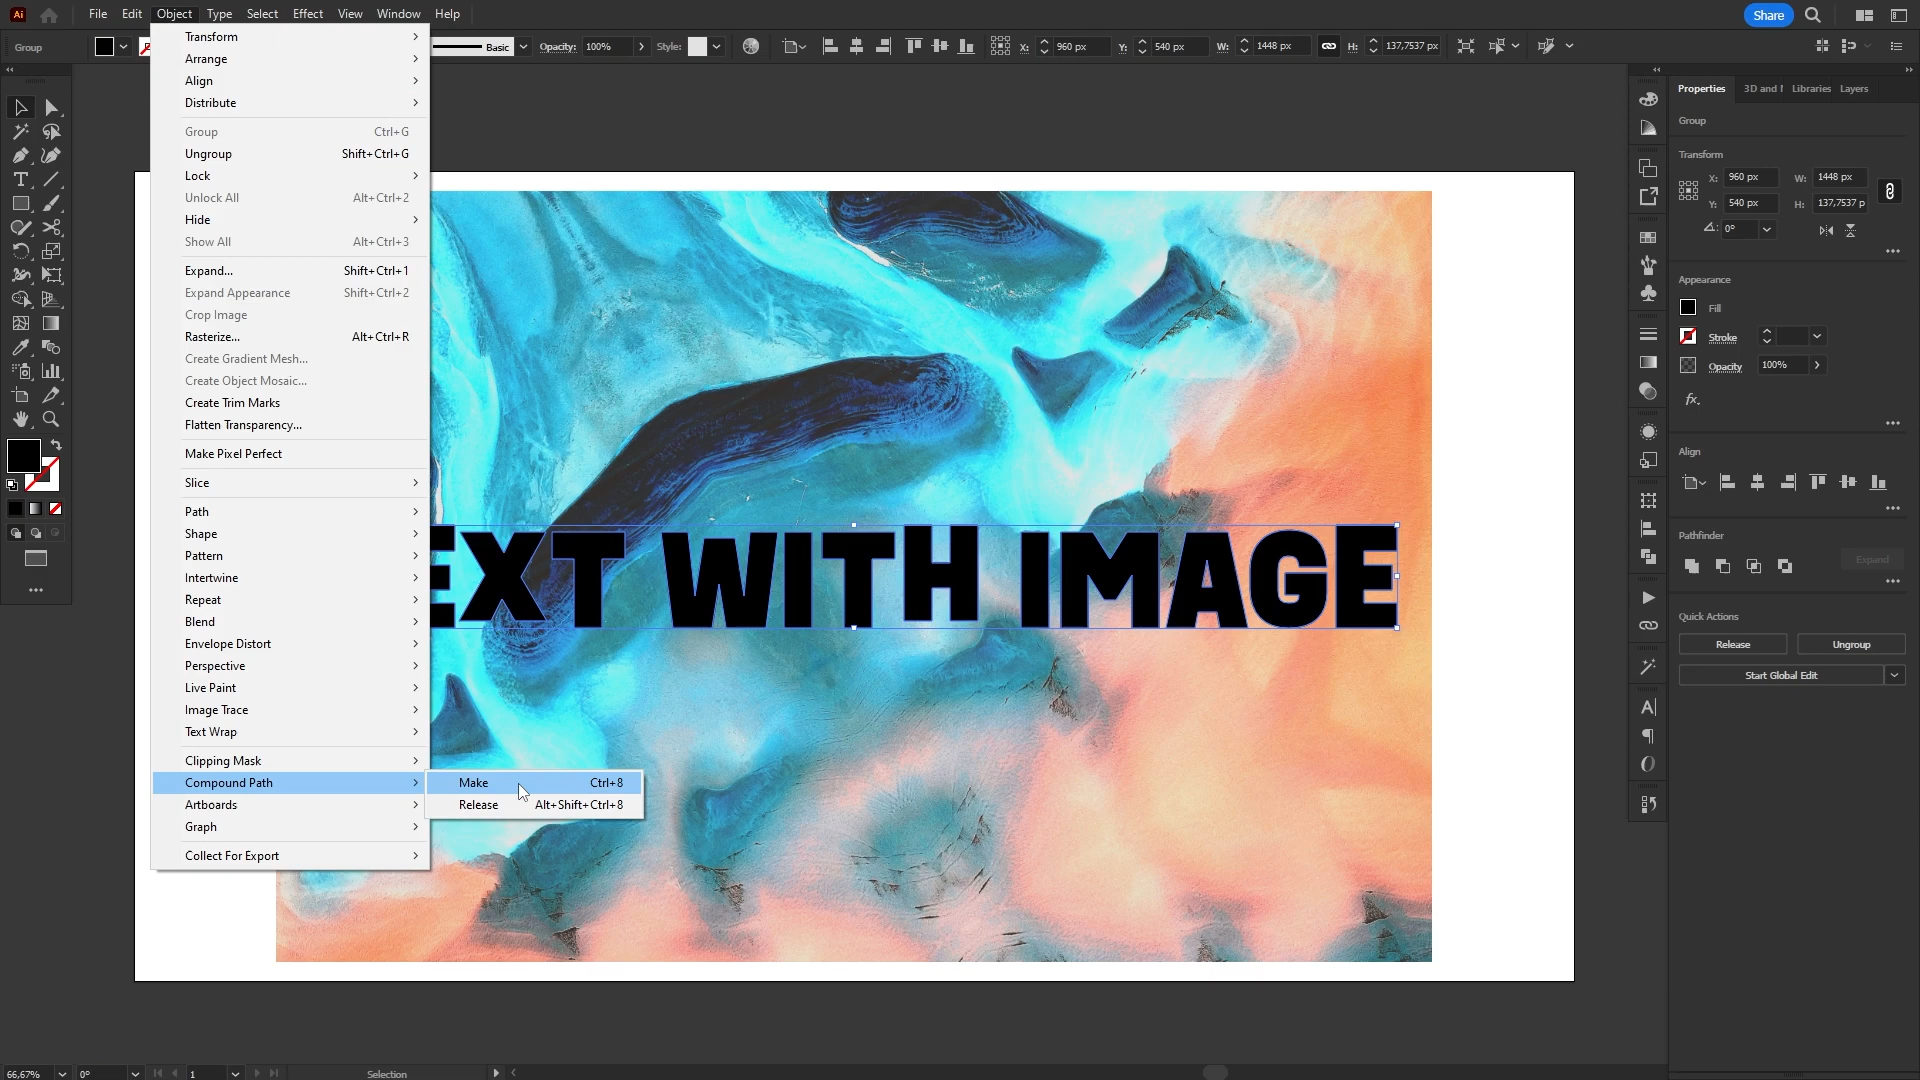 Ai File Edit Object Type Select Effect View Window Help Share
Group Basic Opacity: 100% Style: X: 960 px Y: 540 px W: 1448 px H: 137,7537 px
Transform
Arrange
Align
Distribute
Group Ctrl+G
Ungroup Shift+Ctrl+G
Lock
Unlock All Alt+Ctrl+2
Hide
Show All Alt+Ctrl+3
Expand... Shift+Ctrl+1
Expand Appearance Shift+Ctrl+2
Crop Image
Rasterize... Alt+Ctrl+R
Create Gradient Mesh...
Create Object Mosaic...
Create Trim Marks
Flatten Transparency...
Make Pixel Perfect
Slice
Path
Shape
Pattern
Intertwine
Repeat
Blend
Envelope Distort
Perspective
Live Paint
Image Trace
Text Wrap
Clipping Mask
Compound Path
Artboards
Graph
Collect For Export
Make Ctrl+8
Release Alt+Shift+Ctrl+8
EXT WITH IMAGE
Properties 3D and M Libraries Layers
Group
Transform
X: 960 px W: 1448 px
Y: 540 px H: 137,7537 p
0°
Appearance
Fill
Stroke
Opacity 100%
fx.
Align
Pathfinder
Expand
Quick Actions
Release Ungroup
Start Global Edit
66,67% 0° 1 Selection